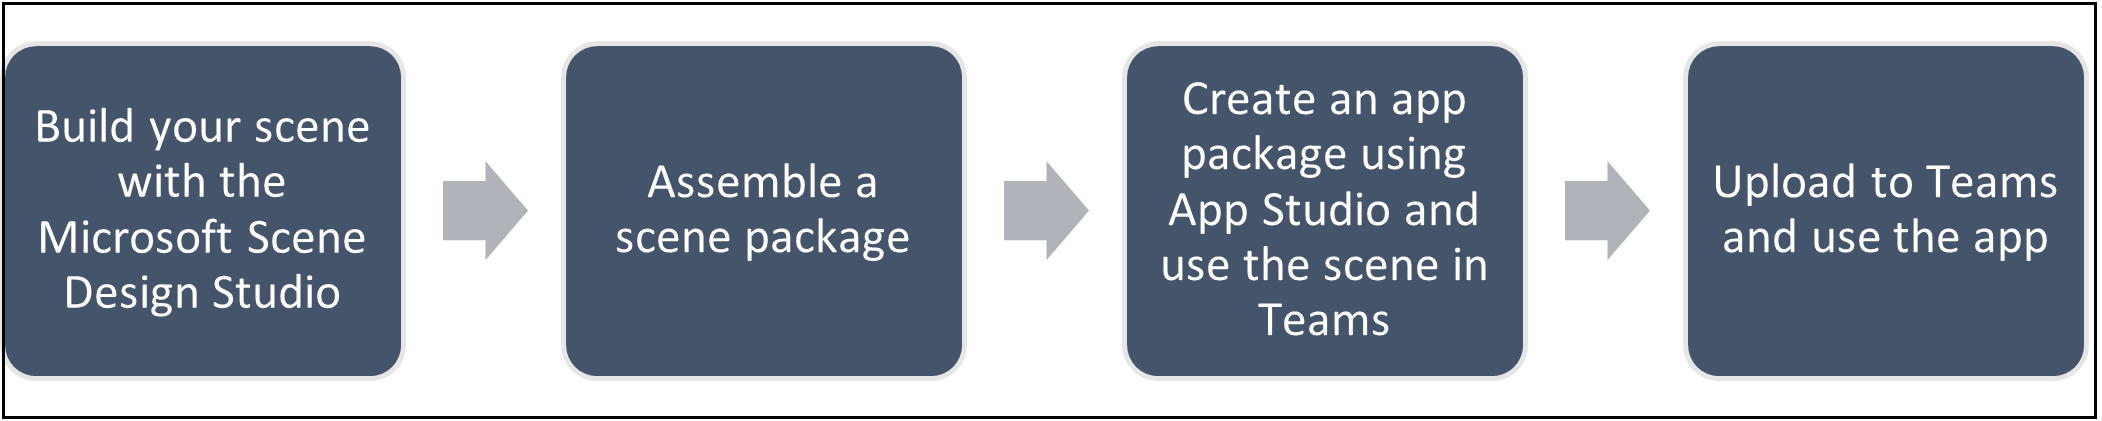 Build your scene
with the
Microsoft Scene
Design Studio
Assemble a
scene package
Create an app
package using
App Studio and
use the scene in
Teams
Upload to Teams
and use the app